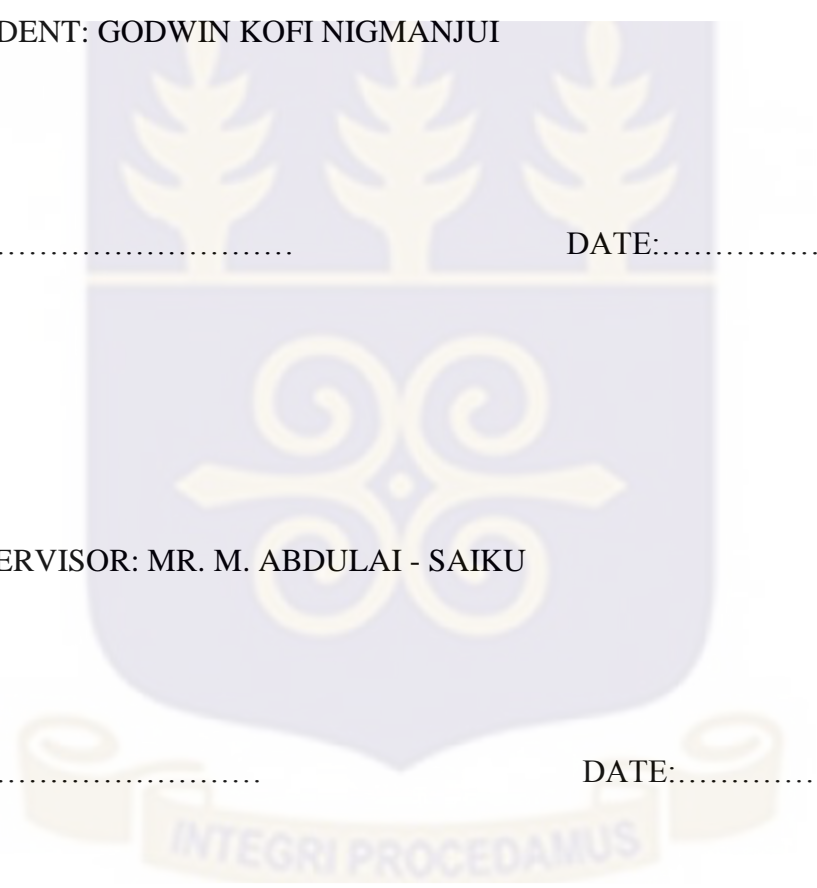 DENT: GODWIN KOFI NIGMANJUI
………………………… DATE:……………
ERVISOR: MR. M. ABDULAI - SAIKU
……………………… DATE:…………
INTEGRI PROCEDAMUS